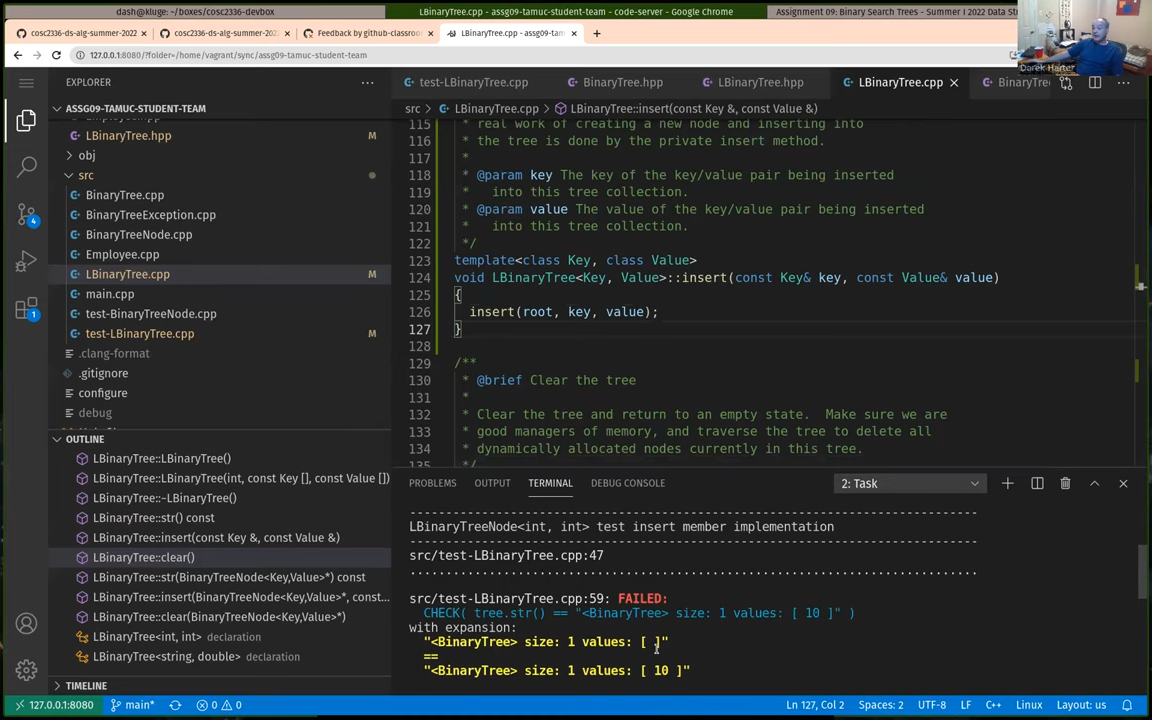 dash@kluge: ~/boxes/cosc2336-devbox
LBinaryTree.cpp - assg09-tamuc-student-team - code-server - Google Chrome
Assignment 09: Binary Search Trees - Summer I 2022 Data
cosc2336-ds-alg-summer-2022
cosc2336-ds-alg-summer-2022
Feedback by github-classroom
LBinaryTree.cpp - assg09-tam
127.0.0.1:8080/?folder=/home/vagrant/sync/assg09-tamuc-student-team
Darek Harter
EXPLORER
test-LBinaryTree.cpp
BinaryTree.hpp
LBinaryTree.hpp
LBinaryTree.cpp
BinaryTre
ASSG09-TAMUC-STUDENT-TEAM
src > LBinaryTree.cpp > LBinaryTree::insert(const Key &, const Value &)
LBinaryTree.hpp M
obj
src
BinaryTree.cpp
BinaryTreeException.cpp
BinaryTreeNode.cpp
Employee.cpp
LBinaryTree.cpp M
main.cpp
test-BinaryTreeNode.cpp
test-LBinaryTree.cpp M
.clang-format
.gitignore
configure
debug
4
1
OUTLINE
LBinaryTree::LBinaryTree()
LBinaryTree::LBinaryTree(int, const Key [], const Value [])
LBinaryTree::~LBinaryTree()
LBinaryTree::str() const
LBinaryTree::insert(const Key &, const Value &)
LBinaryTree::clear()
LBinaryTree::str(BinaryTreeNode<Key,Value>*) const
LBinaryTree::insert(BinaryTreeNode<Key,Value>*, const...
LBinaryTree::clear(BinaryTreeNode<Key,Value>*)
LBinaryTree<int, int> declaration
LBinaryTree<string, double> declaration
TIMELINE
115 * real work of creating a new node and inserting into
116 * the tree is done by the private insert method.
117 *
118 * @param key The key of the key/value pair being inserted
119 *   into this tree collection.
120 * @param value The value of the key/value pair being inserted
121 *   into this tree collection.
122 */
123 template<class Key, class Value>
124 void LBinaryTree<Key, Value>::insert(const Key& key, const Value& value)
125 {
126   insert(root, key, value);
127 }
128
129 /**
130 * @brief Clear the tree
131 *
132 * Clear the tree and return to an empty state.  Make sure we are
133 * good managers of memory, and traverse the tree to delete all
134 * dynamically allocated nodes currently in this tree.
135 */
PROBLEMS OUTPUT TERMINAL DEBUG CONSOLE
2: Task
-------------------------------------------------------------------------------
LBinaryTreeNode<int, int> test insert member implementation
-------------------------------------------------------------------------------
src/test-LBinaryTree.cpp:47
...............................................................................
src/test-LBinaryTree.cpp:59: FAILED:
CHECK( tree.str() == "<BinaryTree> size: 1 values: [ 10 ]" )
with expansion:
"<BinaryTree> size: 1 values: [ ]"
==
"<BinaryTree> size: 1 values: [ 10 ]"
127.0.0.1:8080
main*
0 0
Ln 127, Col 2
Spaces: 2
UTF-8
LF
C++
Linux
Layout: us